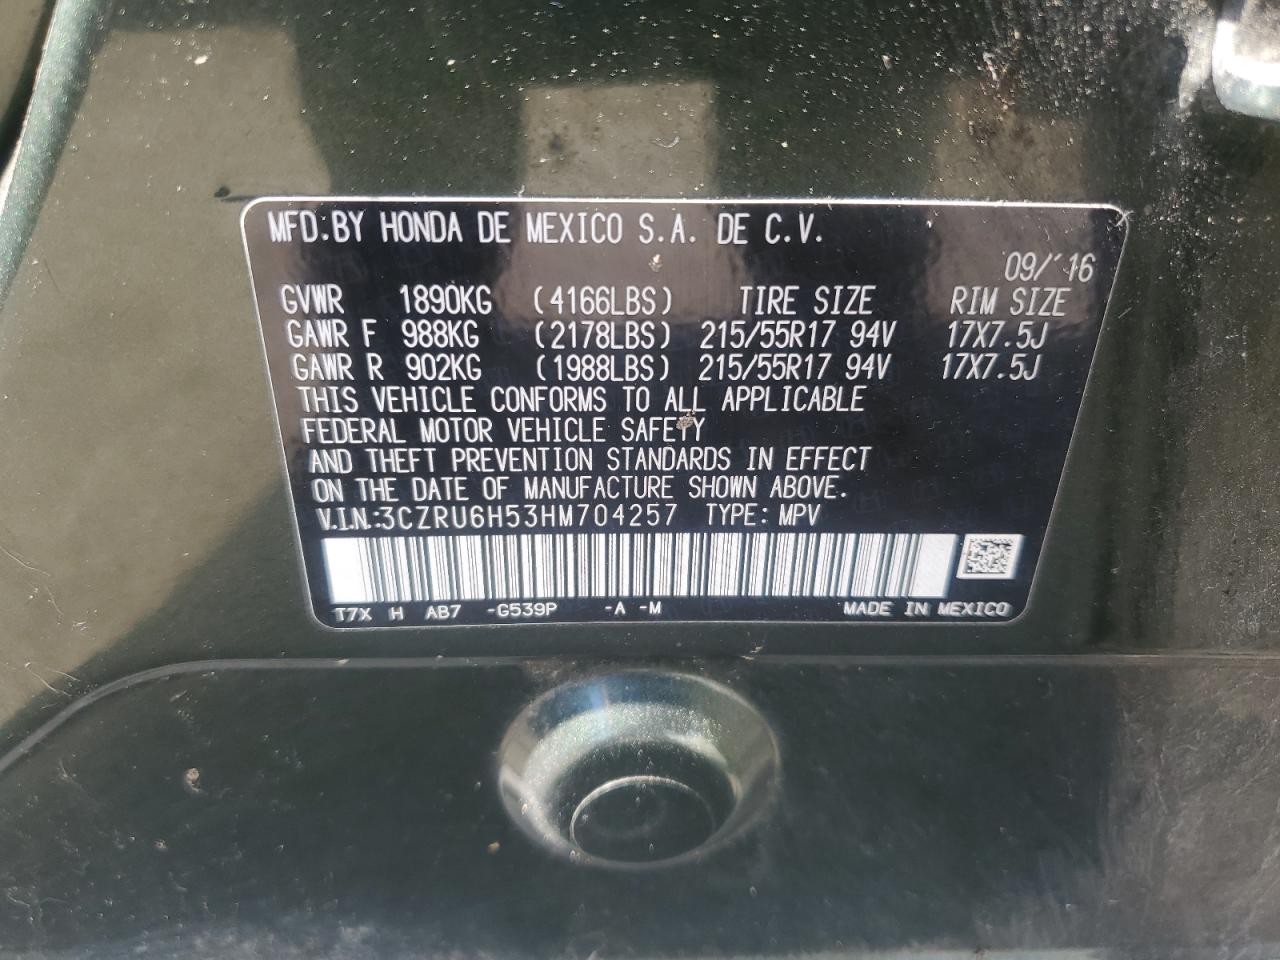 MFD.BY HONDA DE MEXICO S.A. DE C.V.
09/'16
GVWR 1890KG (4166LBS) TIRE SIZE RIM SIZE
GAWR F 988KG (2178LBS) 215/55R17 94V 17X7.5J
GAWR R 902KG (1988LBS) 215/55R17 94V 17X7.5J
THIS VEHICLE CONFORMS TO ALL APPLICABLE
FEDERAL MOTOR VEHICLE SAFETY
AND THEFT PREVENTION STANDARDS IN EFFECT
ON THE DATE OF MANUFACTURE SHOWN ABOVE.
V.I.N.:3CZRU6H53HM704257 TYPE: MPV
T7X H AB7 -G539P -A -M MADE IN MEXICO